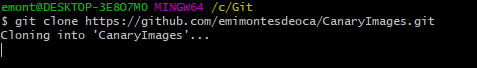 emont@DESKTOP-3E8O7MO MINGW64 /c/Git
$ git clone https://github.com/emimontesdeoca/CanaryImages.git
Cloning into 'CanaryImages'...